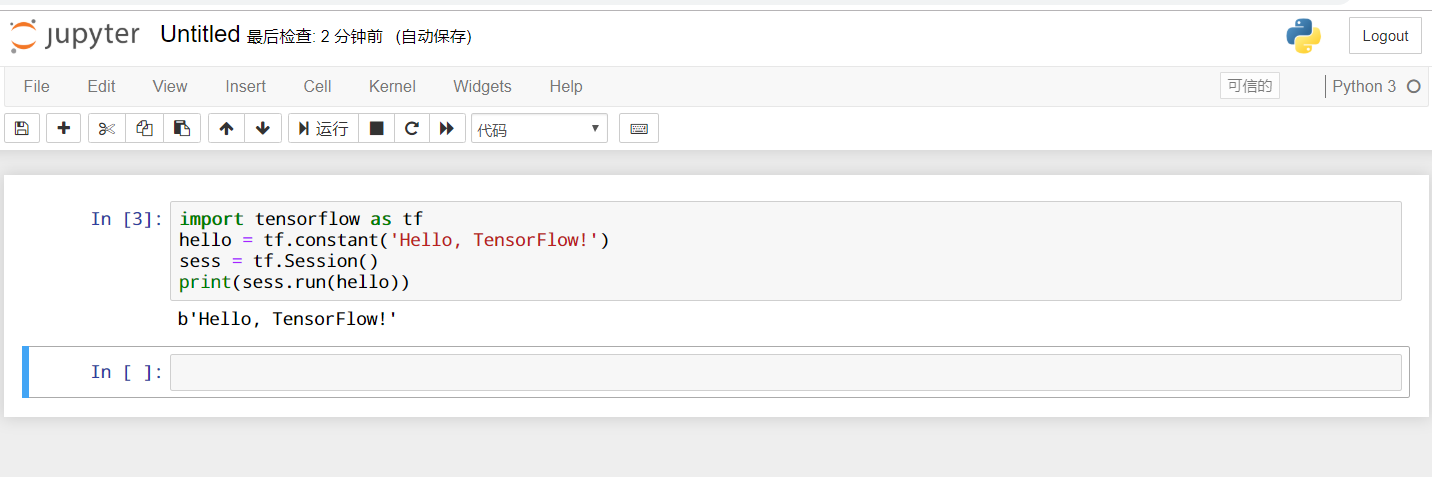 jupyter Untitled 最后检查: 2 分钟前 (自动保存) Logout
File Edit View Insert Cell Kernel Widgets Help 可信的 Python 3
运行 代码
In [3]: import tensorflow as tf
hello = tf.constant('Hello, TensorFlow!')
sess = tf.Session()
print(sess.run(hello))
b'Hello, TensorFlow!'
In [ ]: